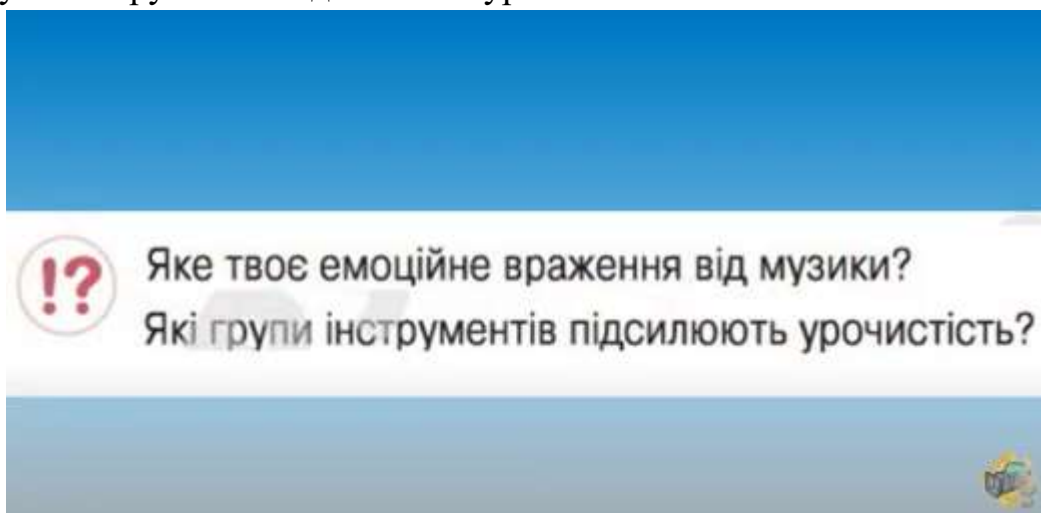 !?
Яке твоє емоційне враження від музики?
Які групи інструментів підсилюють урочистість?